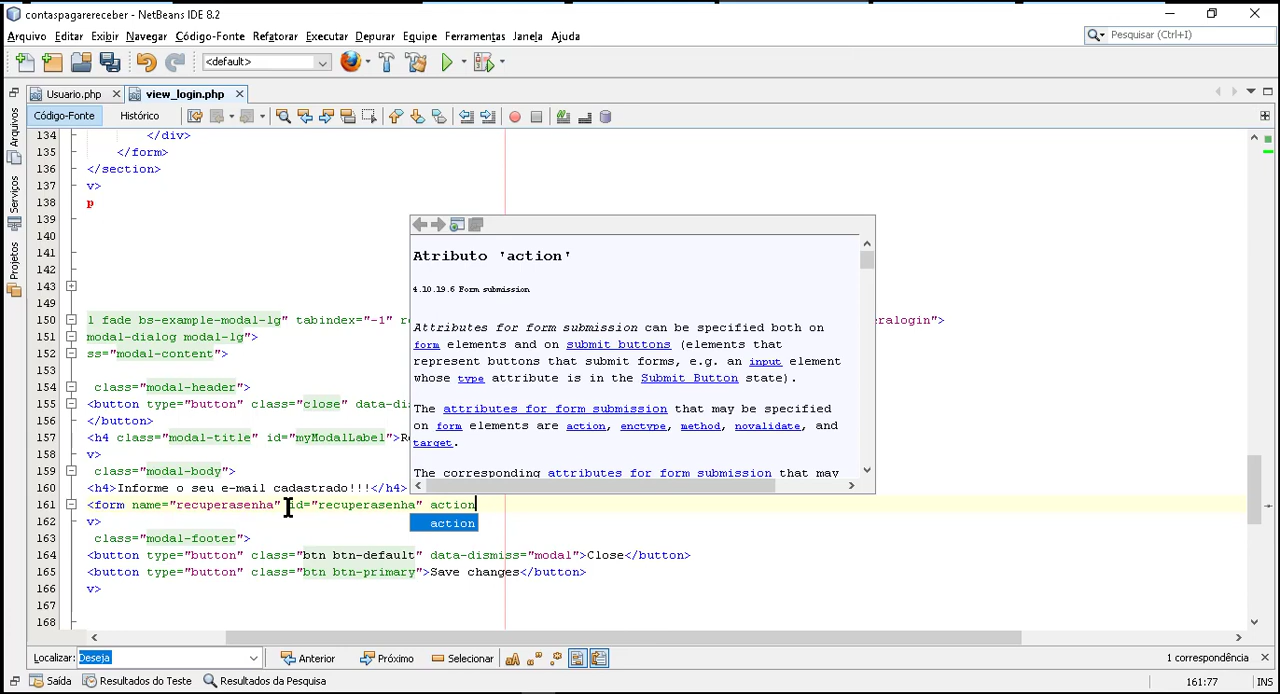 contaspagarereceber - NetBeans IDE 8.2
Arquivo Editar Exibir Navegar Código-Fonte Refatorar Executar Depurar Equipe Ferramentas Janela Ajuda
Pesquisar (Ctrl+I)
<default>
Usuario.php
view_login.php
Código-Fonte Histórico
Arquivos
Serviços
Projetos
134 </div>
135 </form>
136 </section>
137 v>
138 p
139
140
141
142
143
149
150 l fade bs-example-modal-lg" tabindex="-1" r
eralogin">
151 modal-dialog modal-lg">
152 ss="modal-content">
153
154 class="modal-header">
155 <button type="button" class="close" data-di
156 </button>
157 <h4 class="modal-title" id="myModalLabel">R
158 v>
159 class="modal-body">
160 <h4>Informe o seu e-mail cadastrado!!!</h4>
161 <form name="recuperasenha" id="recuperasenha" action
162 v>
163 class="modal-footer">
164 <button type="button" class="btn btn-default" data-dismiss="modal">Close</button>
165 <button type="button" class="btn btn-primary">Save changes</button>
166 v>
167
168
Atributo 'action'
4.10.19.6 Form submission
Attributes for form submission can be specified both on
form elements and on submit buttons (elements that
represent buttons that submit forms, e.g. an input element
whose type attribute is in the Submit Button state).
The attributes for form submission that may be specified
on form elements are action, enctype, method, novalidate, and
target.
The corresponding attributes for form submission that may
action
Localizar: Deseja
Anterior Próximo Selecionar
1 correspondência
Saída Resultados do Teste Resultados da Pesquisa
161:77 INS